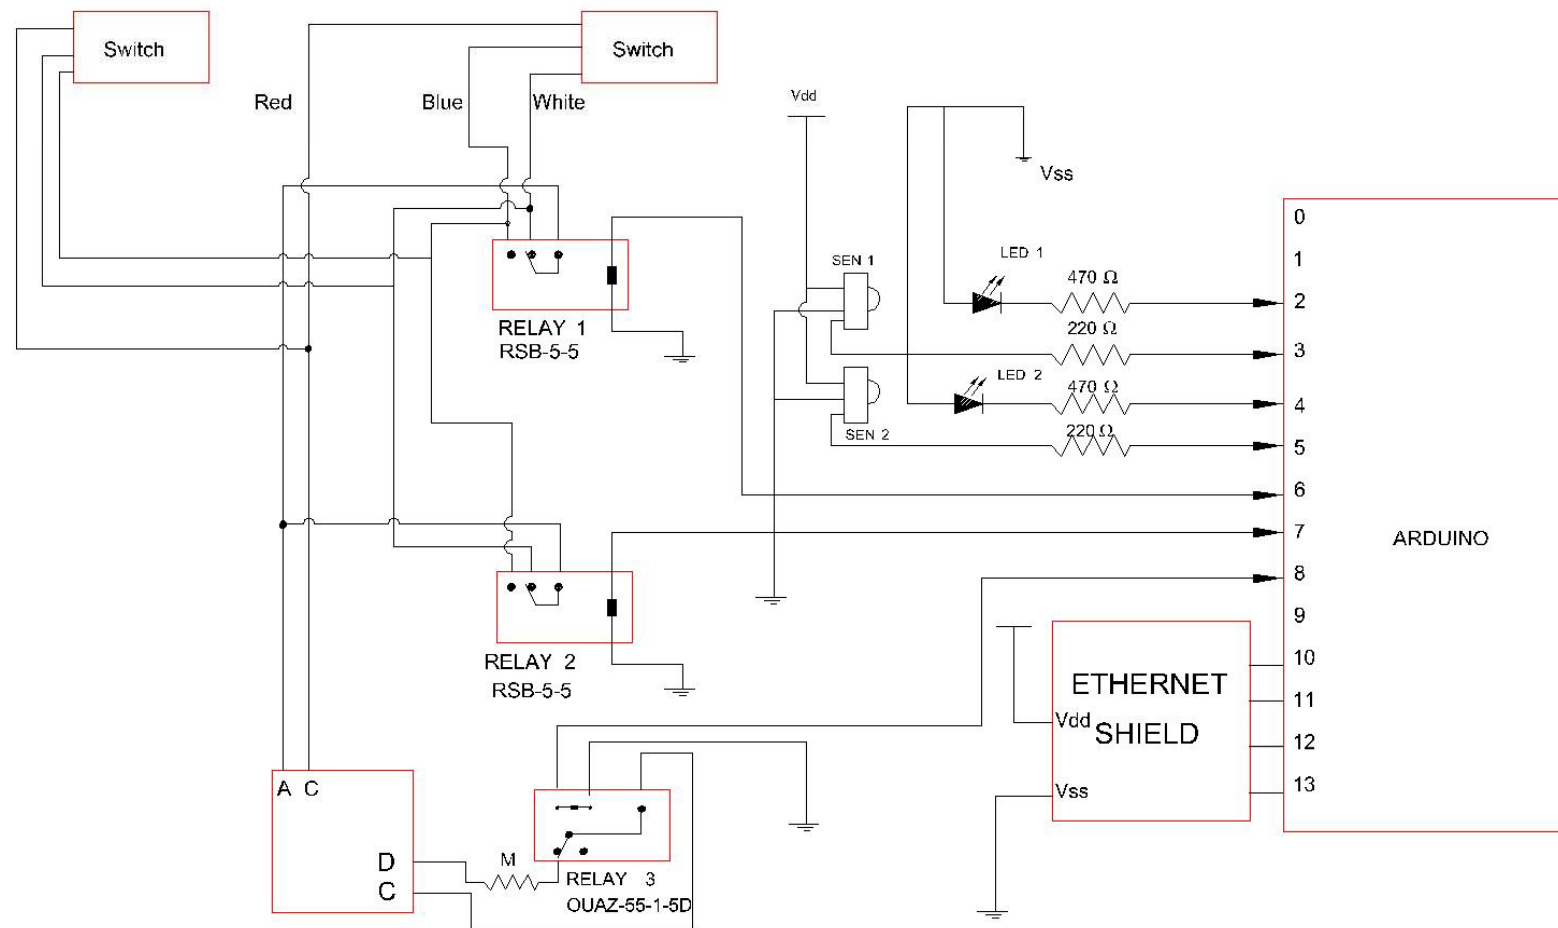 Switch
Switch
Red
Blue
White
Vdd
Vss
SEN 1
LED 1
470 Ω
220 Ω
RELAY 1
RSB-5-5
LED 2
470 Ω
SEN 2
220 Ω
0
1
2
3
4
5
6
7
8
9
10
11
12
13
ARDUINO
RELAY 2
RSB-5-5
ETHERNET
SHIELD
Vdd
Vss
A C
D
C
M
RELAY 3
OUAZ-55-1-5D